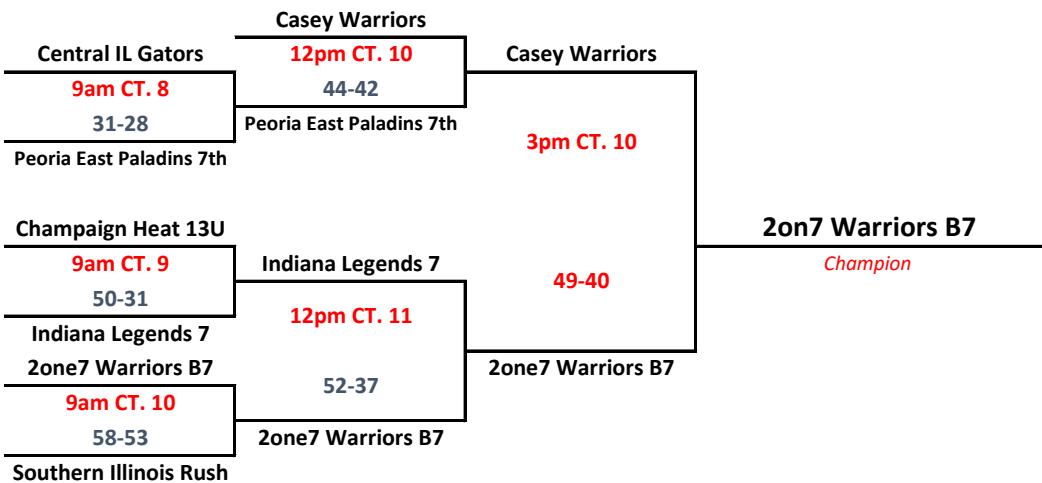 Casey Warriors
Central IL Gators
12pm CT. 10
Casey Warriors
9am CT. 8
44-42
31-28
Peoria East Paladins 7th
3pm CT. 10
Peoria East Paladins 7th
Champaign Heat 13U
2on7 Warriors B7
9am CT. 9
Indiana Legends 7
Champion
50-31
49-40
12pm CT. 11
Indiana Legends 7
2one7 Warriors B7
2one7 Warriors B7
52-37
9am CT. 10
58-53
2one7 Warriors B7
Southern Illinois Rush